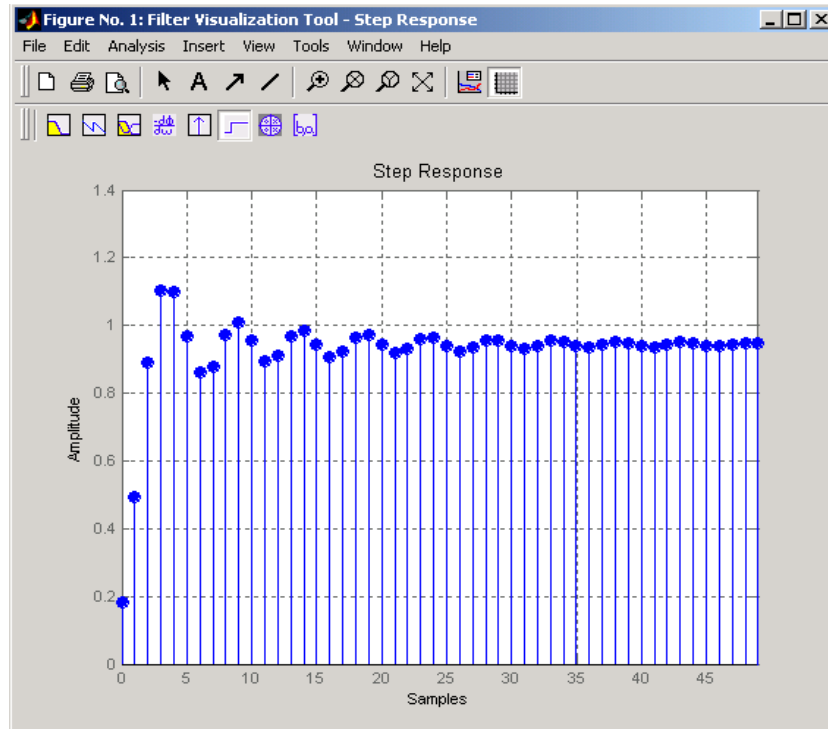 Figure No. 1: Filter Visualization Tool - Step Response
File Edit Analysis Insert View Tools Window Help
A
[b,a]
Step Response
1.4
1.2
1
0.8
0.6
0.4
0.2
0
Amplitude
0 5 10 15 20 25 30 35 40 45
Samples